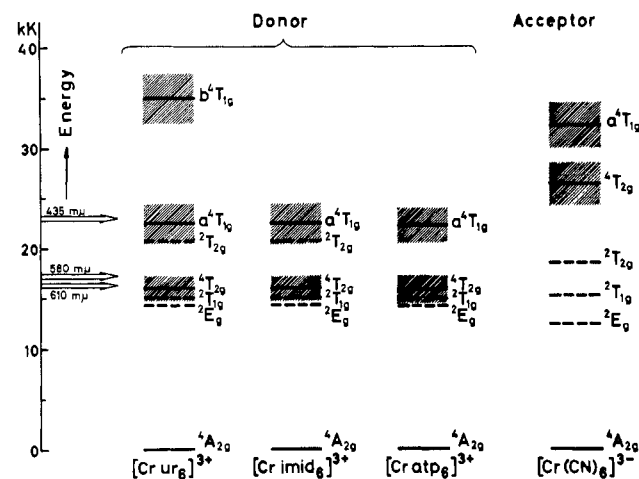 Donor
Acceptor
kK
40
30
20
10
0
Energy
435 mμ
580 mμ
610 mμ
b⁴T₁g
a⁴T₁g
²T₂g
⁴T₂g
²T₁g
²Eg
⁴A₂g
[Cr ur₆]³⁺
a⁴T₁g
²T₂g
⁴T₂g
²T₁g
²Eg
⁴A₂g
[Cr imid₆]³⁺
a⁴T₁g
⁴T₂g
²T₁g
²Eg
⁴A₂g
[Cr atp₆]³⁺
a⁴T₁g
⁴T₂g
²T₂g
²T₁g
²Eg
⁴A₂g
[Cr (CN)₆]³⁻